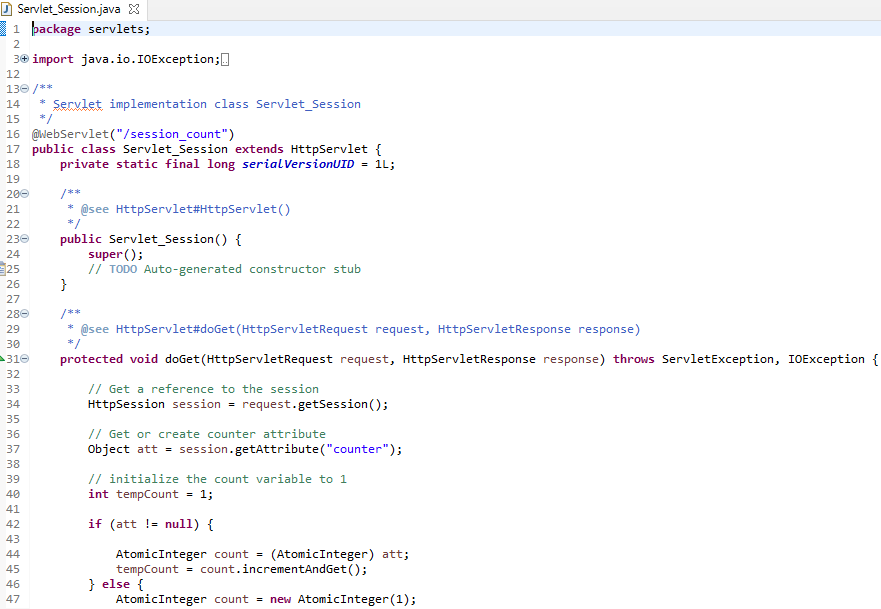 Servlet_Session.java
1 package servlets;
2
3 import java.io.IOException;
12
13 /**
14 * Servlet implementation class Servlet_Session
15 */
16 @WebServlet("/session_count")
17 public class Servlet_Session extends HttpServlet {
18 private static final long serialVersionUID = 1L;
19
20 /**
21 * @see HttpServlet#HttpServlet()
22 */
23 public Servlet_Session() {
24 super();
25 // TODO Auto-generated constructor stub
26 }
27
28 /**
29 * @see HttpServlet#doGet(HttpServletRequest request, HttpServletResponse response)
30 */
31 protected void doGet(HttpServletRequest request, HttpServletResponse response) throws ServletException, IOException {
32
33 // Get a reference to the session
34 HttpSession session = request.getSession();
35
36 // Get or create counter attribute
37 Object att = session.getAttribute("counter");
38
39 // initialize the count variable to 1
40 int tempCount = 1;
41
42 if (att != null) {
43
44 AtomicInteger count = (AtomicInteger) att;
45 tempCount = count.incrementAndGet();
46 } else {
47 AtomicInteger count = new AtomicInteger(1);